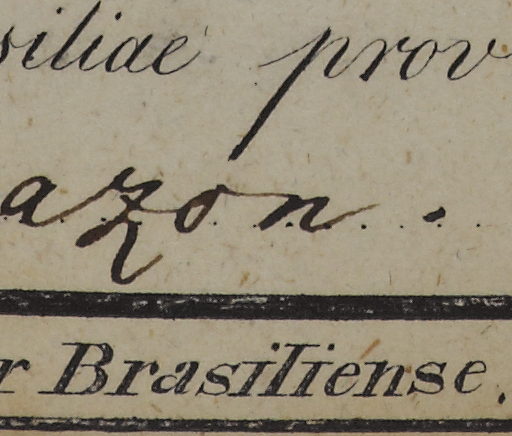 siliae prov
azon.
r Brasiliense.